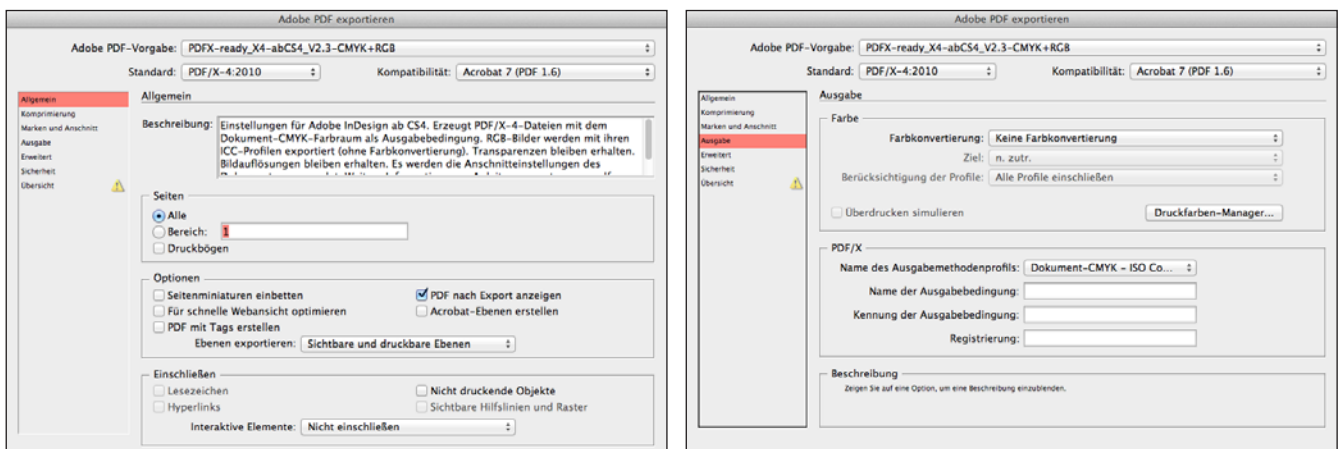 Adobe PDF exportieren
Adobe PDF-Vorgabe: PDFX-ready_X4-abCS4_V2.3-CMYK+RGB
Standard: PDF/X-4:2010 Kompatibilität: Acrobat 7 (PDF 1.6)
Allgemein
Komprimierung
Marken und Anschnitt
Ausgabe
Erweitert
Sicherheit
Übersicht
Allgemein
Beschreibung: Einstellungen für Adobe InDesign ab CS4. Erzeugt PDF/X-4-Dateien mit dem
Dokument-CMYK-Farbraum als Ausgabebedingung. RGB-Bilder werden mit ihren
ICC-Profilen exportiert (ohne Farbkonvertierung). Transparenzen bleiben erhalten.
Bildauflösungen bleiben erhalten. Es werden die Anschnitteinstellungen des
Seiten
Alle
Bereich: 1
Druckbögen
Optionen
Seitenminiaturen einbetten PDF nach Export anzeigen
Für schnelle Webansicht optimieren Acrobat-Ebenen erstellen
PDF mit Tags erstellen
Ebenen exportieren: Sichtbare und druckbare Ebenen
Einschließen
Lesezeichen Nicht druckende Objekte
Hyperlinks Sichtbare Hilfslinien und Raster
Interaktive Elemente: Nicht einschließen
Adobe PDF exportieren
Adobe PDF-Vorgabe: PDFX-ready_X4-abCS4_V2.3-CMYK+RGB
Standard: PDF/X-4:2010 Kompatibilität: Acrobat 7 (PDF 1.6)
Allgemein
Komprimierung
Marken und Anschnitt
Ausgabe
Erweitert
Sicherheit
Übersicht
Ausgabe
Farbe
Farbkonvertierung: Keine Farbkonvertierung
Ziel: n. zutr.
Berücksichtigung der Profile: Alle Profile einschließen
Überdrucken simulieren Druckfarben-Manager...
PDF/X
Name des Ausgabemethodenprofils: Dokument-CMYK - ISO Co...
Name der Ausgabebedingung:
Kennung der Ausgabebedingung:
Registrierung:
Beschreibung
Zeigen Sie auf eine Option, um eine Beschreibung einzublenden.